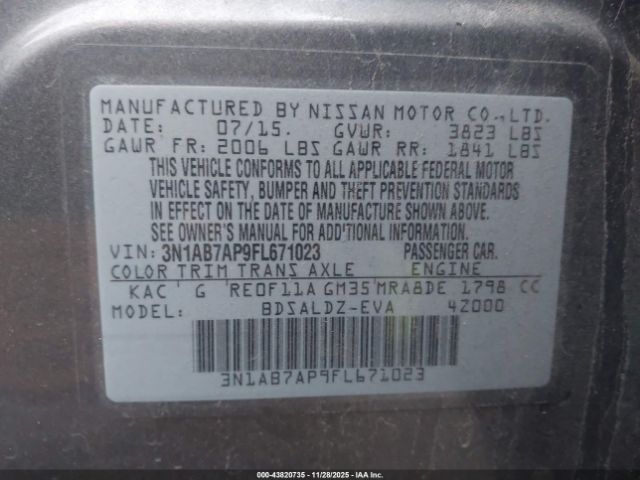 MANUFACTURED BY NISSAN MOTOR CO., LTD.
DATE: 07/15. GVWR: 3823 LBS
GAWR FR: 2006 LBS GAWR RR: 1841 LBS
THIS VEHICLE CONFORMS TO ALL APPLICABLE FEDERAL MOTOR
VEHICLE SAFETY, BUMPER AND THEFT PREVENTION STANDARDS
IN EFFECT ON THE DATE OF MANUFACTURE SHOWN ABOVE.
SEE OWNER'S MANUAL FOR ADDITIONAL INFORMATION.
VIN: 3N1AB7AP9FL671023 PASSENGER CAR.
COLOR TRIM TRANS AXLE ENGINE
KAC G RE0F11A GM35 MRA8DE 1798 CC
MODEL: BDSALDZ-EVA 4Z000
3N1AB7AP9FL671023
000-43820735 - 11/28/2025 - IAA, Inc.